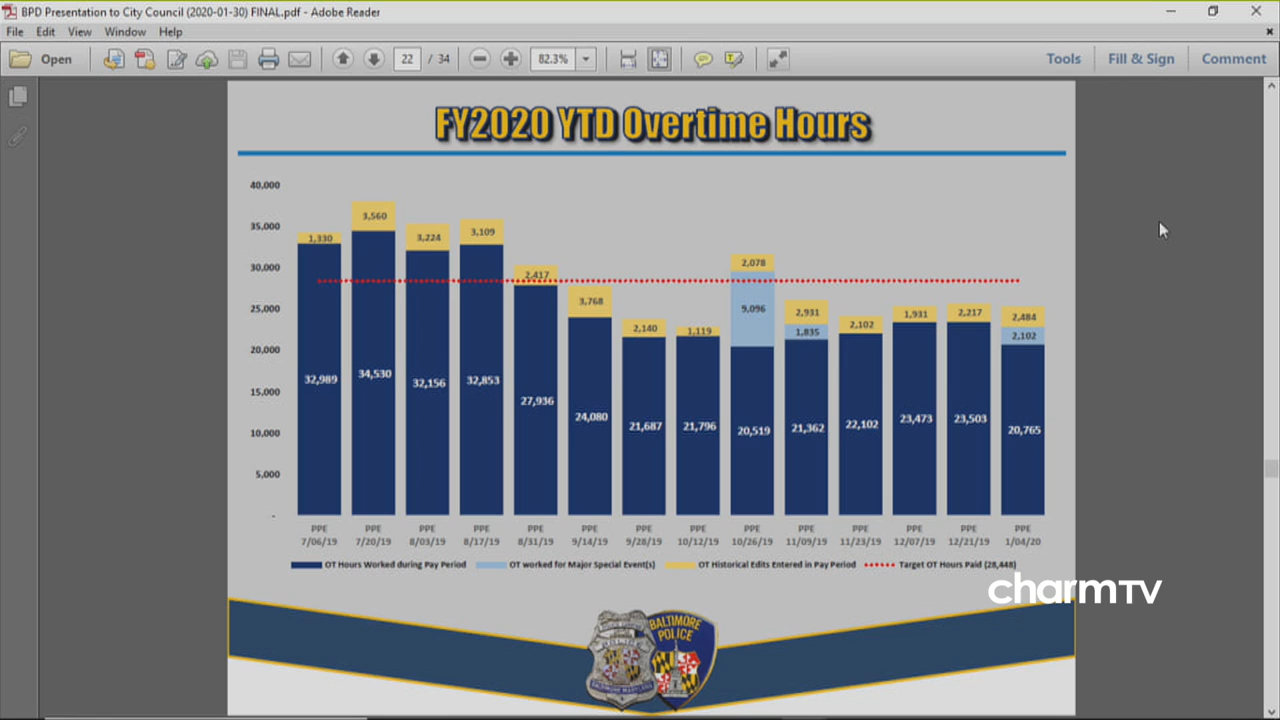 BPD Presentation to City Council (2020-01-30) FINAL.pdf - Adobe Reader
File Edit View Window Help
Open 22 / 34 82.3% Tools Fill & Sign Comment
FY2020 YTD Overtime Hours
40,000
35,000
30,000
25,000
20,000
15,000
10,000
5,000
-
1,330 3,560 3,224 3,109 2,417 3,768 2,140 1,119 2,078 2,931 2,102 1,931 2,217 2,484
9,096 1,835 2,102
32,989 34,530 32,156 32,853 27,936 24,080 21,687 21,796 20,519 21,362 22,102 23,473 23,503 20,765
PPE PPE PPE PPE PPE PPE PPE PPE PPE PPE PPE PPE PPE PPE
7/06/19 7/20/19 8/03/19 8/17/19 8/31/19 9/14/19 9/28/19 10/12/19 10/26/19 11/09/19 11/23/19 12/07/19 12/21/19 1/04/20
OT Hours Worked during Pay Period OT worked for Major Special Event(s) OT Historical Edits Entered in Pay Period Target OT Hours Paid (28,448)
charmTV
BALTIMORE
POLICE